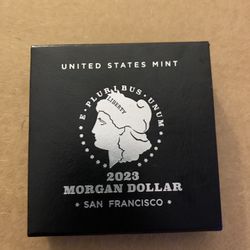 UNITED STATES MINT
E · PLURIBUS · UNUM
LIBERTY
2023
MORGAN DOLLAR
• SAN FRANCISCO •